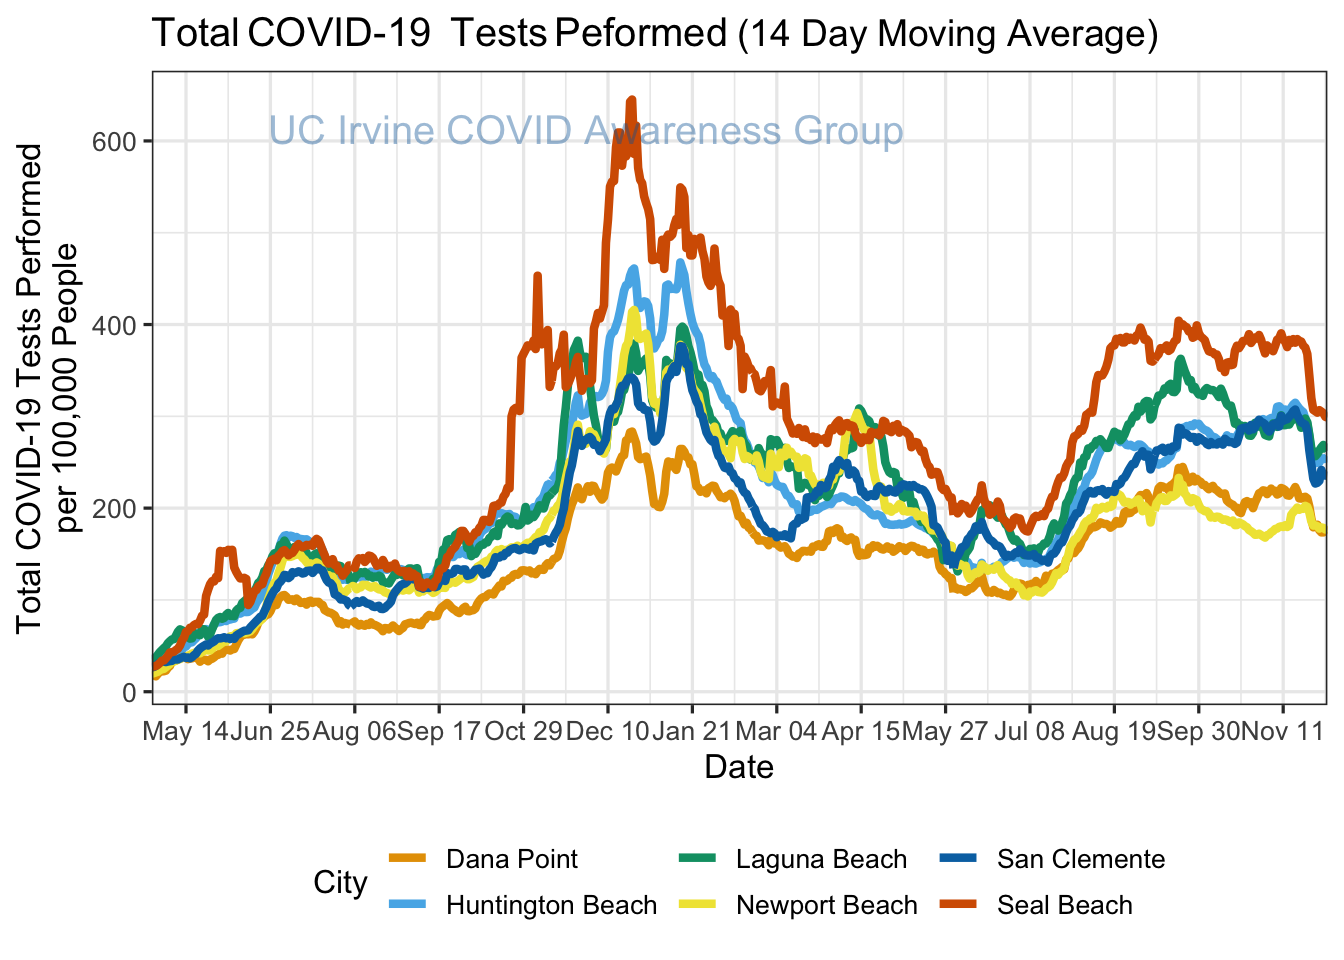 Total COVID-19 Tests Peformed (14 Day Moving Average)
UC Irvine COVID Awareness Group
Total COVID-19 Tests Performed
per 100,000 People
600
400
200
0
May 14 Jun 25 Aug 06 Sep 17 Oct 29 Dec 10 Jan 21 Mar 04 Apr 15 May 27 Jul 08 Aug 19 Sep 30 Nov 11
Date
City
Dana Point Laguna Beach San Clemente
Huntington Beach Newport Beach Seal Beach